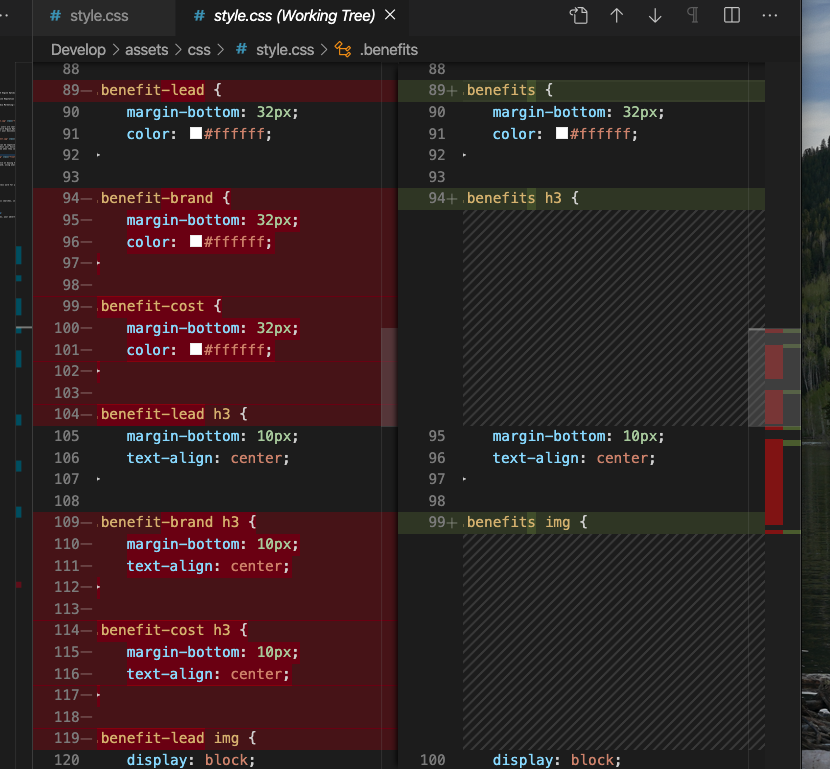 # style.css
# style.css (Working Tree) ×
Develop > assets > css > # style.css > .benefits
88
89— .benefit-lead {
90 margin-bottom: 32px;
91 color: #ffffff;
92
93
94— .benefit-brand {
95— margin-bottom: 32px;
96— color: #ffffff;
97—
98—
99— .benefit-cost {
100— margin-bottom: 32px;
101— color: #ffffff;
102—
103—
104— .benefit-lead h3 {
105 margin-bottom: 10px;
106 text-align: center;
107
108
109— .benefit-brand h3 {
110— margin-bottom: 10px;
111— text-align: center;
112—
113—
114— .benefit-cost h3 {
115— margin-bottom: 10px;
116— text-align: center;
117—
118—
119— .benefit-lead img {
120 display: block;
88
89+ .benefits {
90 margin-bottom: 32px;
91 color: #ffffff;
92
93
94+ .benefits h3 {
95 margin-bottom: 10px;
96 text-align: center;
97
98
99+ .benefits img {
100 display: block;